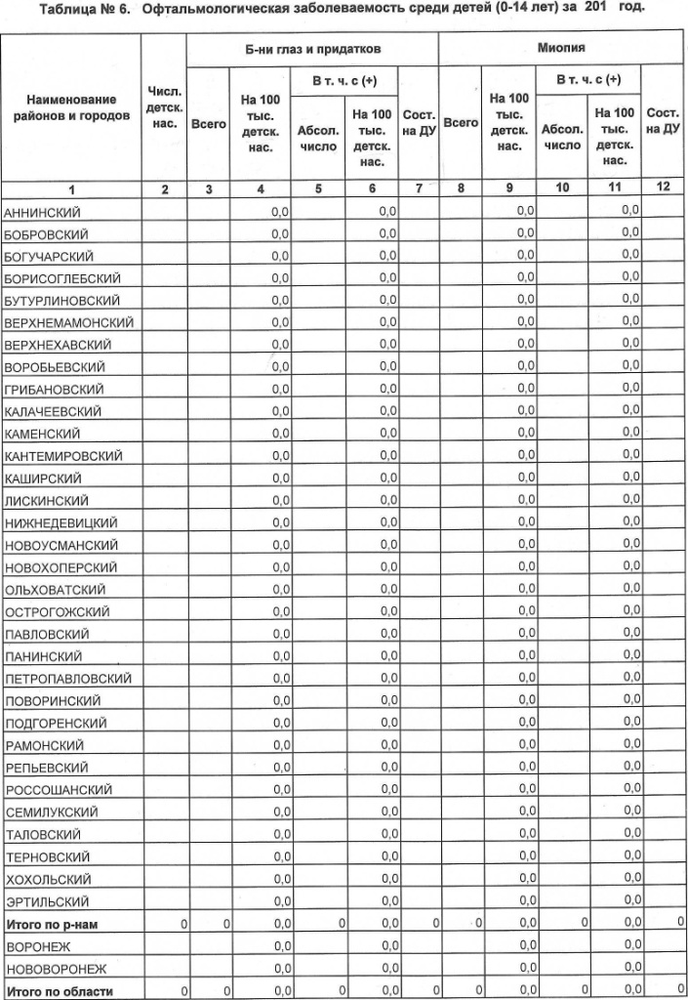 Таблица № 6. Офтальмологическая заболеваемость среди детей (0-14 лет) за 201 год.
Наименование районов и городов Числ. детск. нас. Б-ни глаз и придатков Миопия
Всего На 100 тыс. детск. нас. В т. ч. с (+) Сост. на ДУ Всего На 100 тыс. детск. нас. В т. ч. с (+) Сост. на ДУ
Абсол. число На 100 тыс. детск. нас. Абсол. число На 100 тыс. детск. нас.
1 2 3 4 5 6 7 8 9 10 11 12
АННИНСКИЙ 0,0 0,0 0,0 0,0
БОБРОВСКИЙ 0,0 0,0 0,0 0,0
БОГУЧАРСКИЙ 0,0 0,0 0,0 0,0
БОРИСОГЛЕБСКИЙ 0,0 0,0 0,0 0,0
БУТУРЛИНОВСКИЙ 0,0 0,0 0,0 0,0
ВЕРХНЕМАМОНСКИЙ 0,0 0,0 0,0 0,0
ВЕРХНЕХАВСКИЙ 0,0 0,0 0,0 0,0
ВОРОБЬЕВСКИЙ 0,0 0,0 0,0 0,0
ГРИБАНОВСКИЙ 0,0 0,0 0,0 0,0
КАЛАЧЕЕВСКИЙ 0,0 0,0 0,0 0,0
КАМЕНСКИЙ 0,0 0,0 0,0 0,0
КАНТЕМИРОВСКИЙ 0,0 0,0 0,0 0,0
КАШИРСКИЙ 0,0 0,0 0,0 0,0
ЛИСКИНСКИЙ 0,0 0,0 0,0 0,0
НИЖНЕДЕВИЦКИЙ 0,0 0,0 0,0 0,0
НОВОУСМАНСКИЙ 0,0 0,0 0,0 0,0
НОВОХОПЕРСКИЙ 0,0 0,0 0,0 0,0
ОЛЬХОВАТСКИЙ 0,0 0,0 0,0 0,0
ОСТРОГОЖСКИЙ 0,0 0,0 0,0 0,0
ПАВЛОВСКИЙ 0,0 0,0 0,0 0,0
ПАНИНСКИЙ 0,0 0,0 0,0 0,0
ПЕТРОПАВЛОВСКИЙ 0,0 0,0 0,0 0,0
ПОВОРИНСКИЙ 0,0 0,0 0,0 0,0
ПОДГОРЕНСКИЙ 0,0 0,0 0,0 0,0
РАМОНСКИЙ 0,0 0,0 0,0 0,0
РЕПЬЕВСКИЙ 0,0 0,0 0,0 0,0
РОССОШАНСКИЙ 0,0 0,0 0,0 0,0
СЕМИЛУКСКИЙ 0,0 0,0 0,0 0,0
ТАЛОВСКИЙ 0,0 0,0 0,0 0,0
ТЕРНОВСКИЙ 0,0 0,0 0,0 0,0
ХОХОЛЬСКИЙ 0,0 0,0 0,0 0,0
ЭРТИЛЬСКИЙ 0,0 0,0 0,0 0,0
Итого по р-нам 0 0 0,0 0 0,0 0 0 0,0 0 0,0 0
ВОРОНЕЖ 0,0 0,0 0,0 0,0
НОВОВОРОНЕЖ 0,0 0,0 0,0 0,0
Итого по области 0 0 0,0 0 0,0 0 0 0,0 0 0,0 0